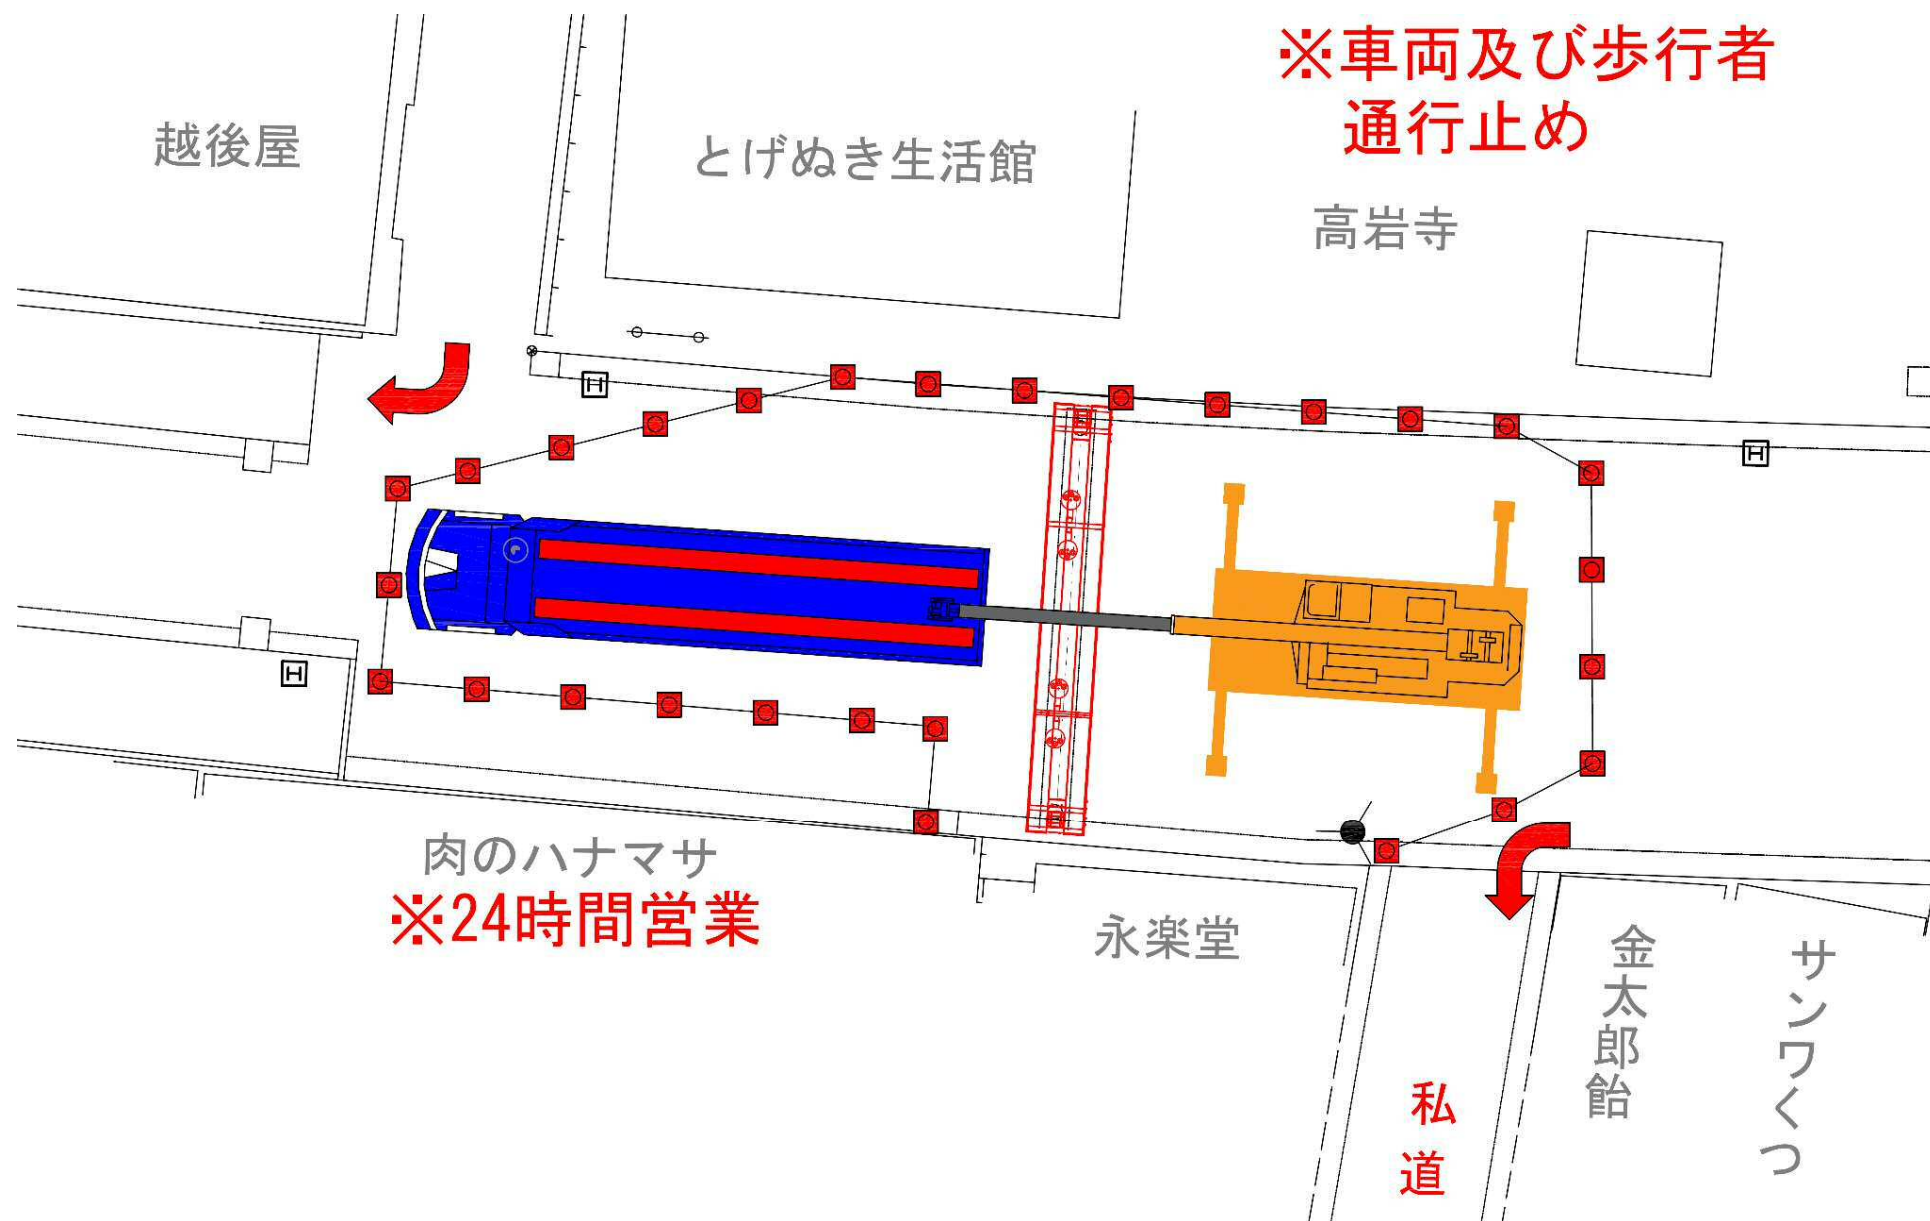 ※車両及び歩行者
通行止め
越後屋
とげぬき生活館
高岩寺
H
H
H
肉のハナマサ
※24時間営業
永楽堂
金太郎飴
サンワくつ
私道